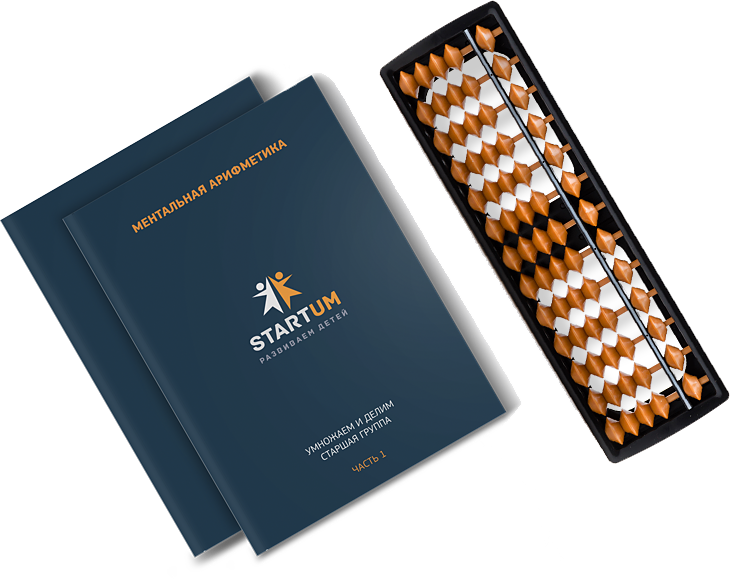 МЕНТАЛЬНАЯ АРИФМЕТИКА
STARTUM
РАЗВИВАЕМ ДЕТЕЙ
УМНОЖАЕМ И ДЕЛИМ
СТАРШАЯ ГРУППА
ЧАСТЬ 1